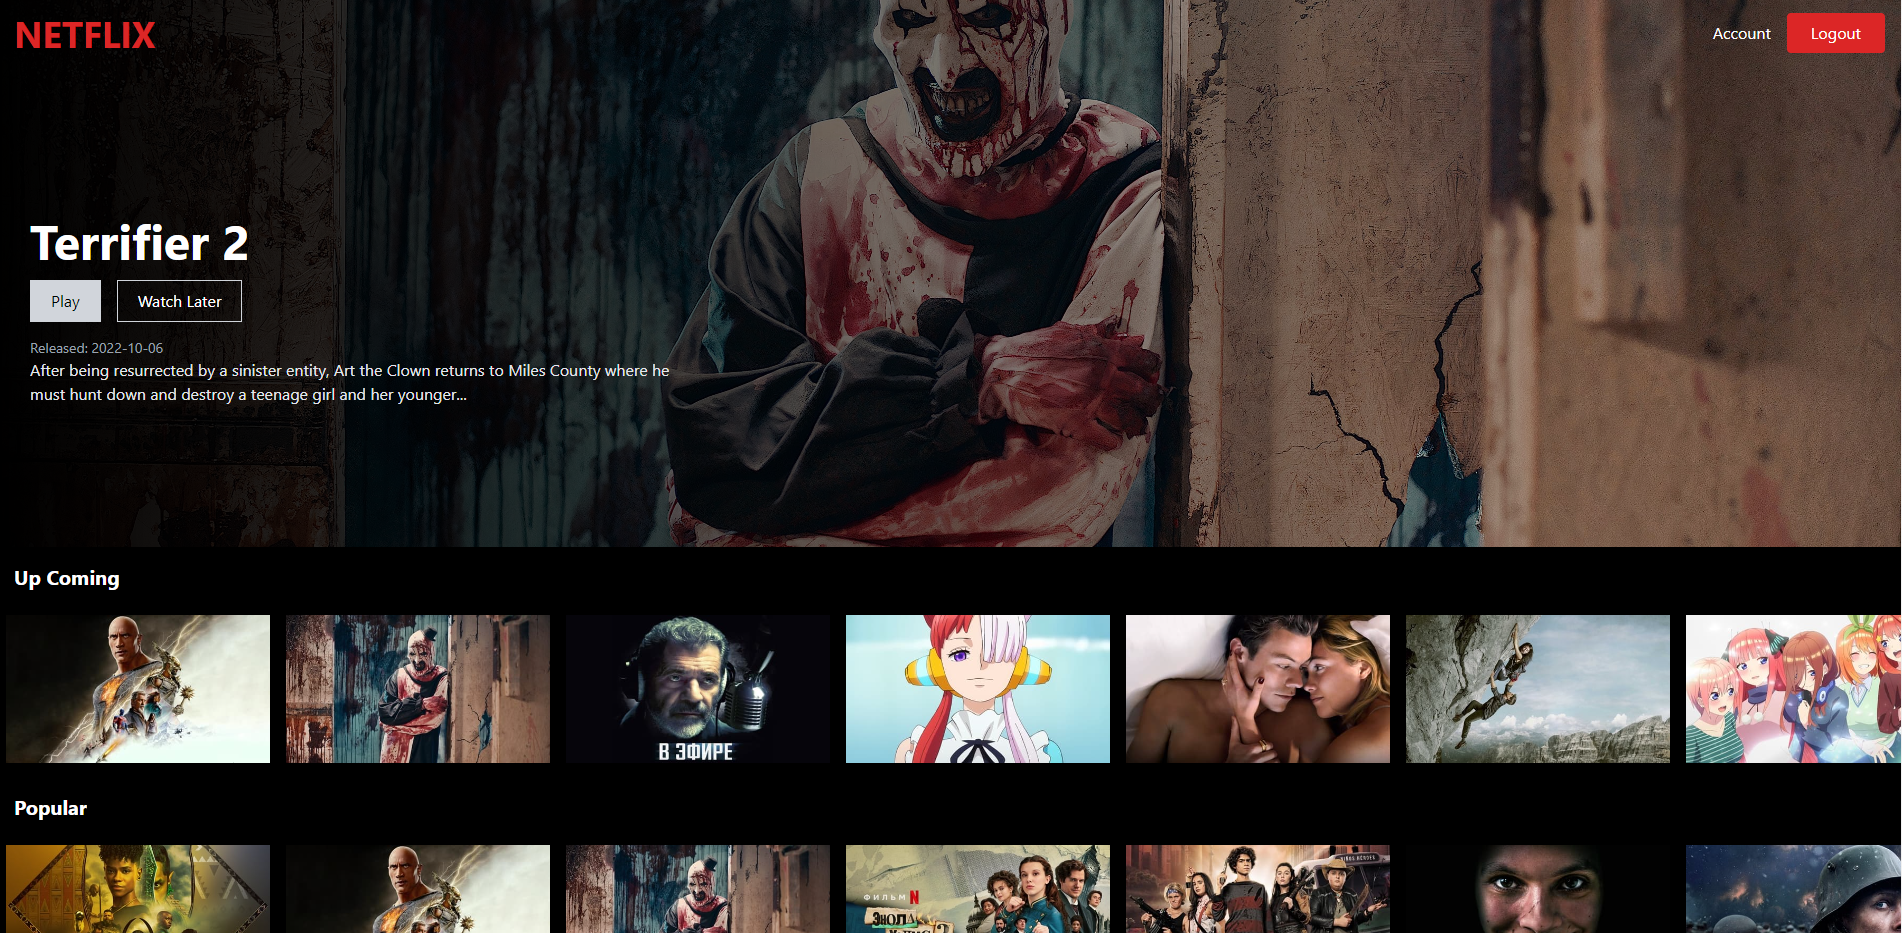 NETFLIX
Account
Logout
Terrifier 2
Play
Watch Later
Released: 2022-10-06
After being resurrected by a sinister entity, Art the Clown returns to Miles County where he
must hunt down and destroy a teenage girl and her younger...
Up Coming
В ЭФИРЕ
Popular
ФИЛЬМ N